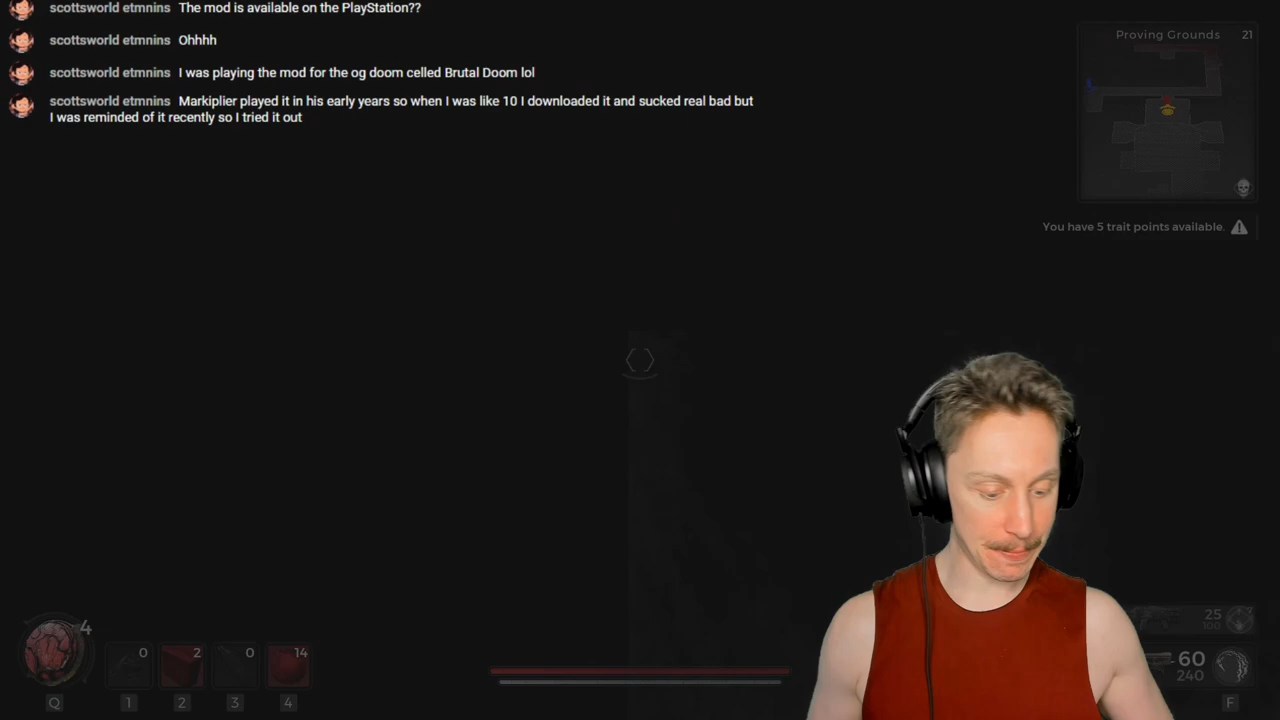 scottsworld etmnins The mod is available on the PlayStation??
scottsworld etmnins Ohhhh
scottsworld etmnins I was playing the mod for the og doom celled Brutal Doom lol
scottsworld etmnins Markiplier played it in his early years so when I was like 10 I downloaded it and sucked real bad but
I was reminded of it recently so I tried it out
Proving Grounds 21
You have 5 trait points available.
4
0 2 0 14
Q 1 2 3 4
25
100
60
240
F